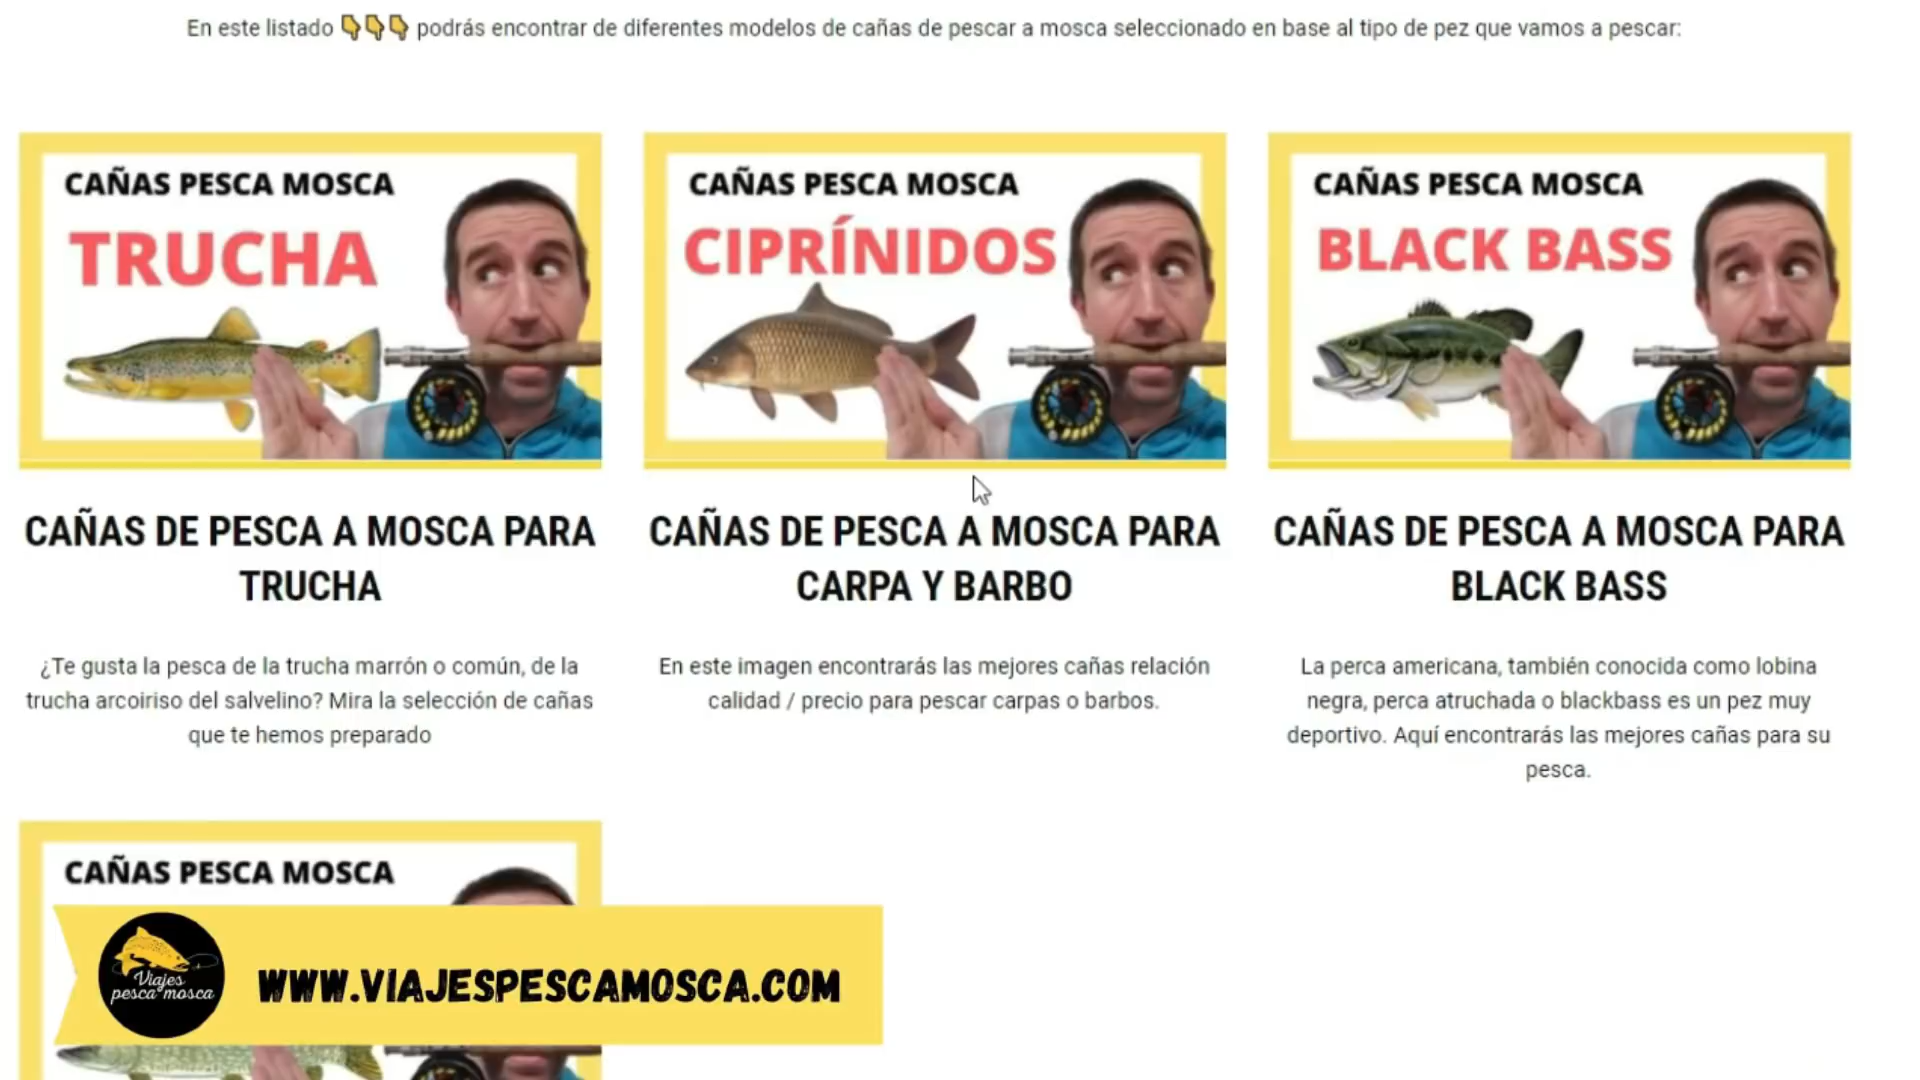 En este listado 👇👇👇 podrás encontrar de diferentes modelos de cañas de pescar a mosca seleccionado en base al tipo de pez que vamos a pescar:
CAÑAS PESCA MOSCA
TRUCHA
CAÑAS PESCA MOSCA
CIPRÍNIDOS
CAÑAS PESCA MOSCA
BLACK BASS
CAÑAS DE PESCA A MOSCA PARA
TRUCHA
¿Te gusta la pesca de la trucha marrón o común, de la
trucha arcoiriso del salvelino? Mira la selección de cañas
que te hemos preparado
CAÑAS DE PESCA A MOSCA PARA
CARPA Y BARBO
En este imagen encontrarás las mejores cañas relación
calidad / precio para pescar carpas o barbos.
CAÑAS DE PESCA A MOSCA PARA
BLACK BASS
La perca americana, también conocida como lobina
negra, perca atruchada o blackbass es un pez muy
deportivo. Aquí encontrarás las mejores cañas para su
pesca.
CAÑAS PESCA MOSCA
Viajes
pesca mosca
WWW.VIAJESPESCAMOSCA.COM